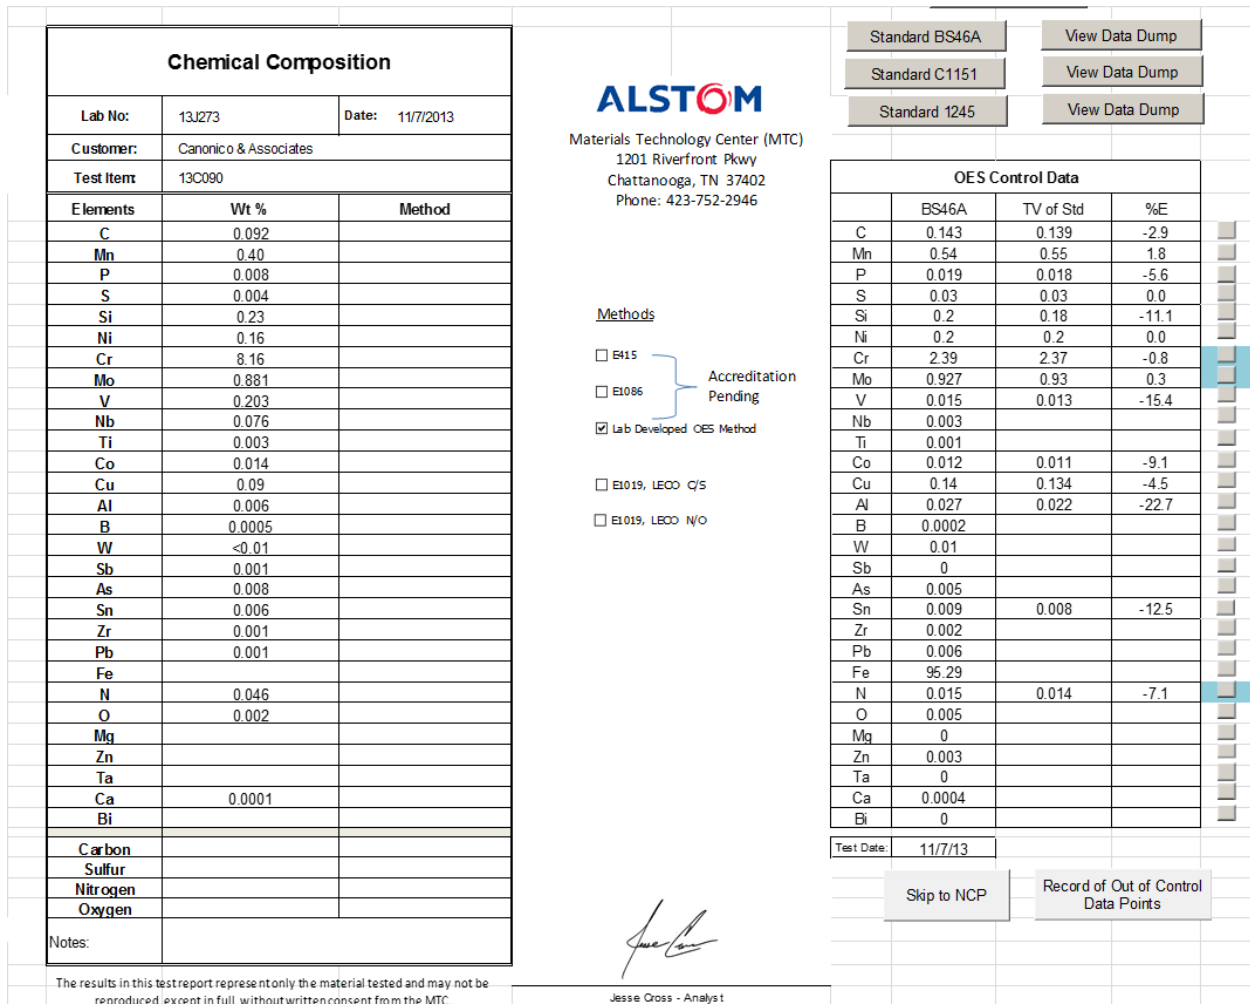 Chemical Composition
Lab No: 13J273 Date: 11/7/2013
Customer: Canonico & Associates
Test Item: 13C090
Elements Wt % Method
C 0.092
Mn 0.40
P 0.008
S 0.004
Si 0.23
Ni 0.16
Cr 8.16
Mo 0.881
V 0.203
Nb 0.076
Ti 0.003
Co 0.014
Cu 0.09
Al 0.006
B 0.0005
W <0.01
Sb 0.001
As 0.008
Sn 0.006
Zr 0.001
Pb 0.001
Fe
N 0.046
O 0.002
Mg
Zn
Ta
Ca 0.0001
Bi
Carbon
Sulfur
Nitrogen
Oxygen
Notes:
The results in this test report represent only the material tested and may not be
reproduced, except in full, without written consent from the MTC.
ALSTOM
Materials Technology Center (MTC)
1201 Riverfront Pkwy
Chattanooga, TN 37402
Phone: 423-752-2946
Methods
E415
E1086
Accreditation
Pending
Lab Developed OES Method
E1019, LECO C/S
E1019, LECO N/O
Jesse Cross - Analyst
Standard BS46A View Data Dump
Standard C1151 View Data Dump
Standard 1245 View Data Dump
OES Control Data
BS46A TV of Std %E
C 0.143 0.139 -2.9
Mn 0.54 0.55 1.8
P 0.019 0.018 -5.6
S 0.03 0.03 0.0
Si 0.2 0.18 -11.1
Ni 0.2 0.2 0.0
Cr 2.39 2.37 -0.8
Mo 0.927 0.93 0.3
V 0.015 0.013 -15.4
Nb 0.003
Ti 0.001
Co 0.012 0.011 -9.1
Cu 0.14 0.134 -4.5
Al 0.027 0.022 -22.7
B 0.0002
W 0.01
Sb 0
As 0.005
Sn 0.009 0.008 -12.5
Zr 0.002
Pb 0.006
Fe 95.29
N 0.015 0.014 -7.1
O 0.005
Mg 0
Zn 0.003
Ta 0
Ca 0.0004
Bi 0
Test Date: 11/7/13
Skip to NCP
Record of Out of Control
Data Points